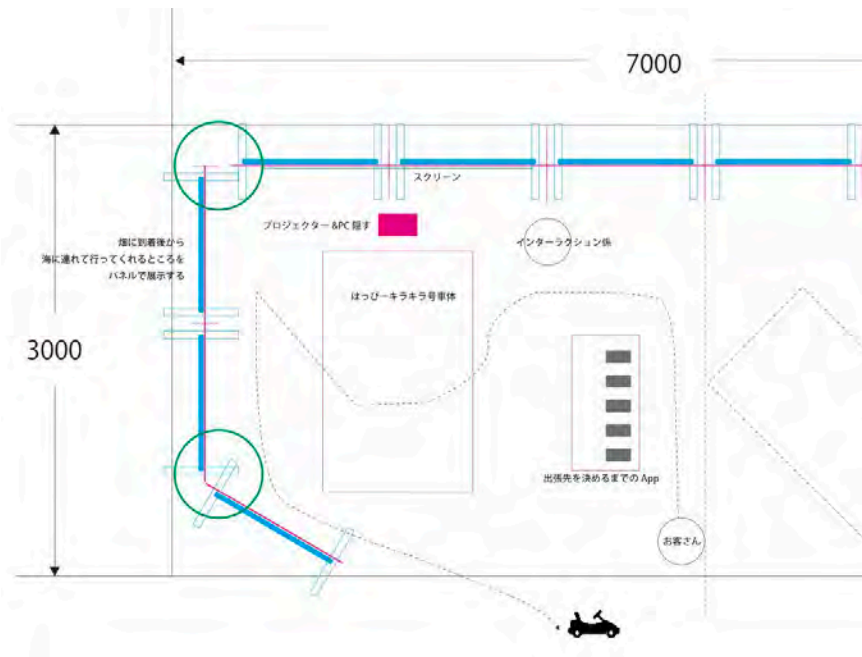 7000
スクリーン
プロジェクター &PC 隠す
インターラクション係
畑に到着後から
海に連れて行ってくれるところを
パネルで展示する
はっぴーキラキラ号車体
3000
出張先を決めるまでの App
お客さん